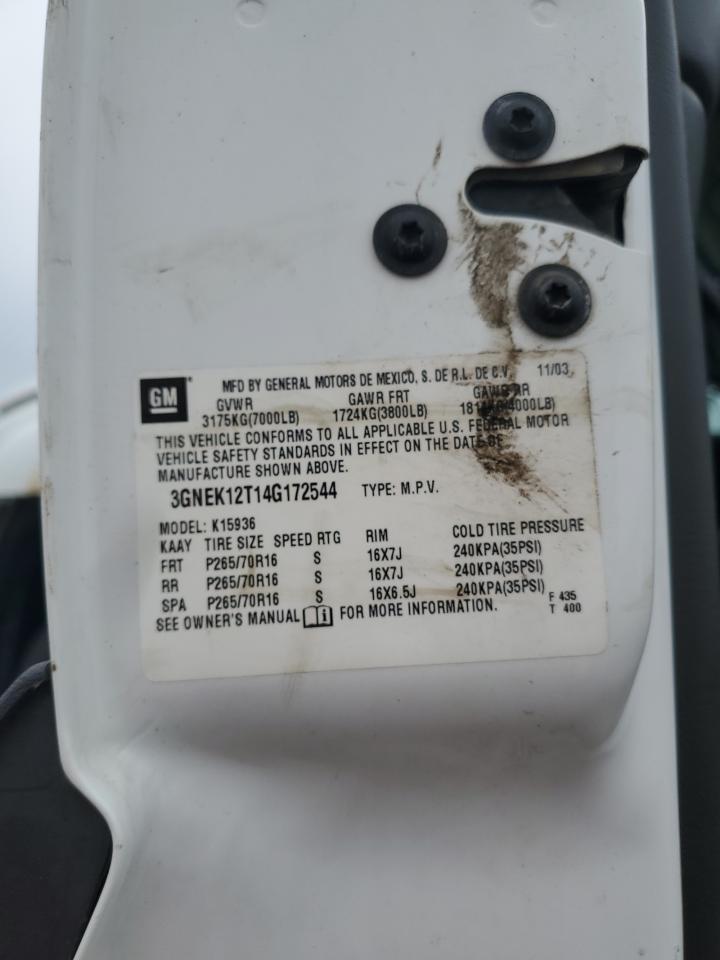 GM
MFD BY GENERAL MOTORS DE MEXICO, S. DE R.L. DE C.V. 11/03
GVWR GAWR FRT GAWR RR
3175KG(7000LB) 1724KG(3800LB) 1814KG(4000LB)
THIS VEHICLE CONFORMS TO ALL APPLICABLE U.S. FEDERAL MOTOR
VEHICLE SAFETY STANDARDS IN EFFECT ON THE DATE OF
MANUFACTURE SHOWN ABOVE.
3GNEK12T14G172544 TYPE: M.P.V.
MODEL: K15936
KAAY TIRE SIZE SPEED RTG RIM COLD TIRE PRESSURE
FRT P265/70R16 S 16X7J 240KPA(35PSI)
RR P265/70R16 S 16X7J 240KPA(35PSI)
SPA P265/70R16 S 16X6.5J 240KPA(35PSI)
SEE OWNER'S MANUAL i FOR MORE INFORMATION.
F 435
T 400